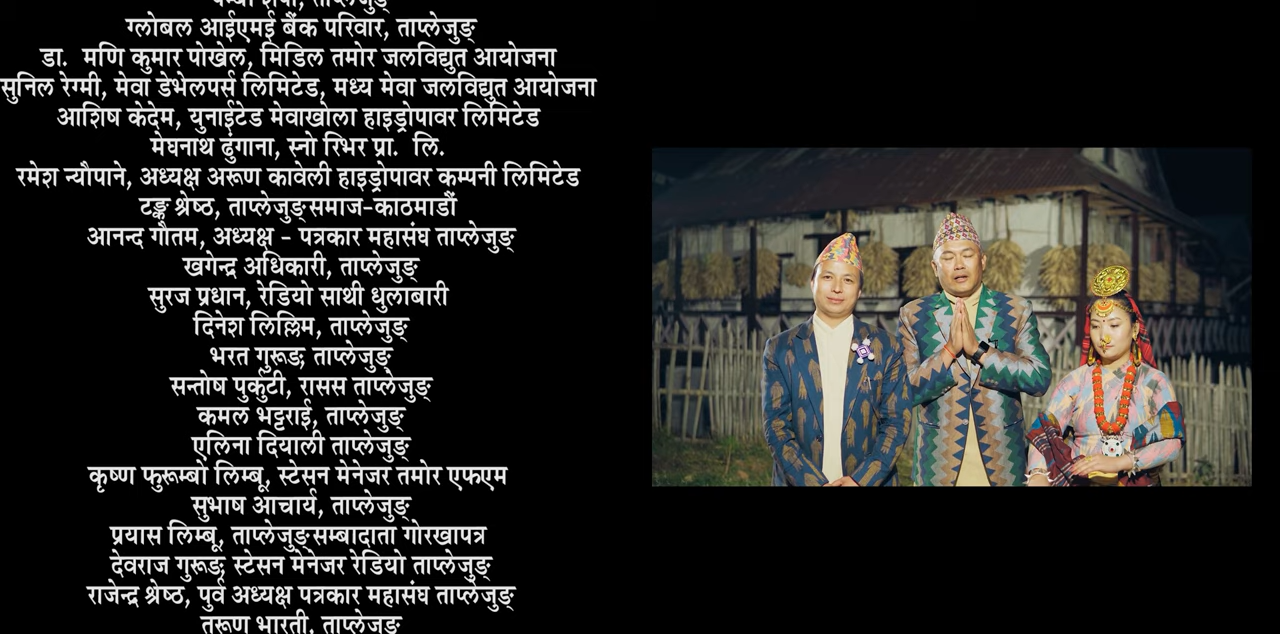 पेम्बा शेर्पा, ताप्लेजुङ्
ग्लोबल आईएमई बैंक परिवार, ताप्लेजुङ्
डा. मणि कुमार पोखेल, मिडिल तमोर जलविद्युत आयोजना
सुनिल रेग्मी, मेवा डेभेलपर्स लिमिटेड, मध्य मेवा जलविद्युत आयोजना
आशिष केदेम, युनाईटेड मेवाखोला हाइड्रोपावर लिमिटेड
मेघनाथ ढुंगाना, स्नो रिभर प्रा. लि.
रमेश न्यौपाने, अध्यक्ष अरूण कावेली हाइड्रोपावर कम्पनी लिमिटेड
टङ्क श्रेष्ठ, ताप्लेजुङ्समाज-काठमाडौं
आनन्द गौतम, अध्यक्ष - पत्रकार महासंघ ताप्लेजुङ्
खगेन्द्र अधिकारी, ताप्लेजुङ्
सुरज प्रधान, रेडियो साथी धुलाबारी
दिनेश लिल्लिम, ताप्लेजुङ्
भरत गुरूङ, ताप्लेजुङ्
सन्तोष पुर्कुटी, रासस ताप्लेजुङ्
कमल भट्टराई, ताप्लेजुङ्
एलिना दियाली ताप्लेजुङ्
कृष्ण फुरूम्बो लिम्बू, स्टेसन मेनेजर तमोर एफएम
सुभाष आचार्य, ताप्लेजुङ्
प्रयास लिम्बू, ताप्लेजुङ्सम्बादाता गोरखापत्र
देवराज गुरूङ, स्टेसन मेनेजर रेडियो ताप्लेजुङ्
राजेन्द्र श्रेष्ठ, पुर्व अध्यक्ष पत्रकार महासंघ ताप्लेजुङ्
तरूण भारती, ताप्लेजुङ्